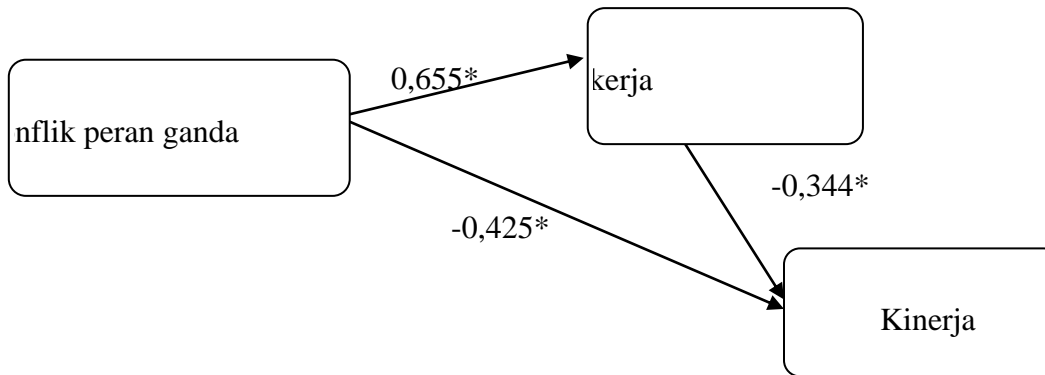 0,655*
kerja
nflik peran ganda
-0,344*
-0,425*
Kinerja